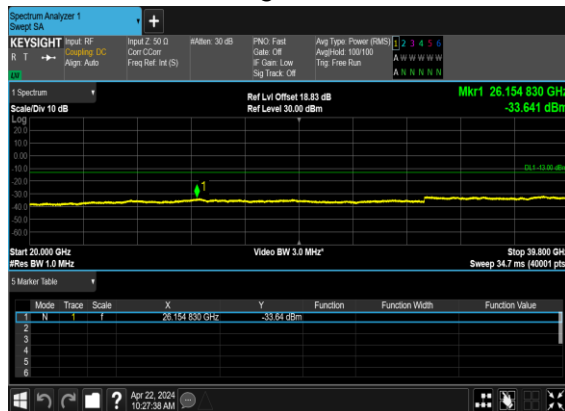 Spectrum Analyzer 1
Swept SA
+
KEYSIGHT Input: RF Input Z: 50 Ω #Atten: 30 dB PNO: Fast Avg Type: Power (RMS) 1 2 3 4 5 6
R T Coupling: DC Corr CCorr Gate: Off Avg|Hold: 100/100 A W W W W W
Align: Auto Freq Ref: Int (S) IF Gain: Low Trig: Free Run
Sig Track: Off A N N N N N
1 Spectrum Ref Lvl Offset 18.83 dB Mkr1 26.154 830 GHz
Scale/Div 10 dB Ref Level 30.00 dBm -33.641 dBm
Log
20.0
10.0
0.00
-10.0 DL1 -13.00 dBm
-20.0 1
-30.0
-40.0
-50.0
-60.0
Start 20.000 GHz Video BW 3.0 MHz* Stop 39.800 GHz
#Res BW 1.0 MHz Sweep 34.7 ms (40001 pts
5 Marker Table
Mode Trace Scale X Y Function Function Width Function Value
1 N 1 f 26.154 830 GHz -33.64 dBm
2
3
4
5
6
? Apr 22, 2024
10:27:38 AM